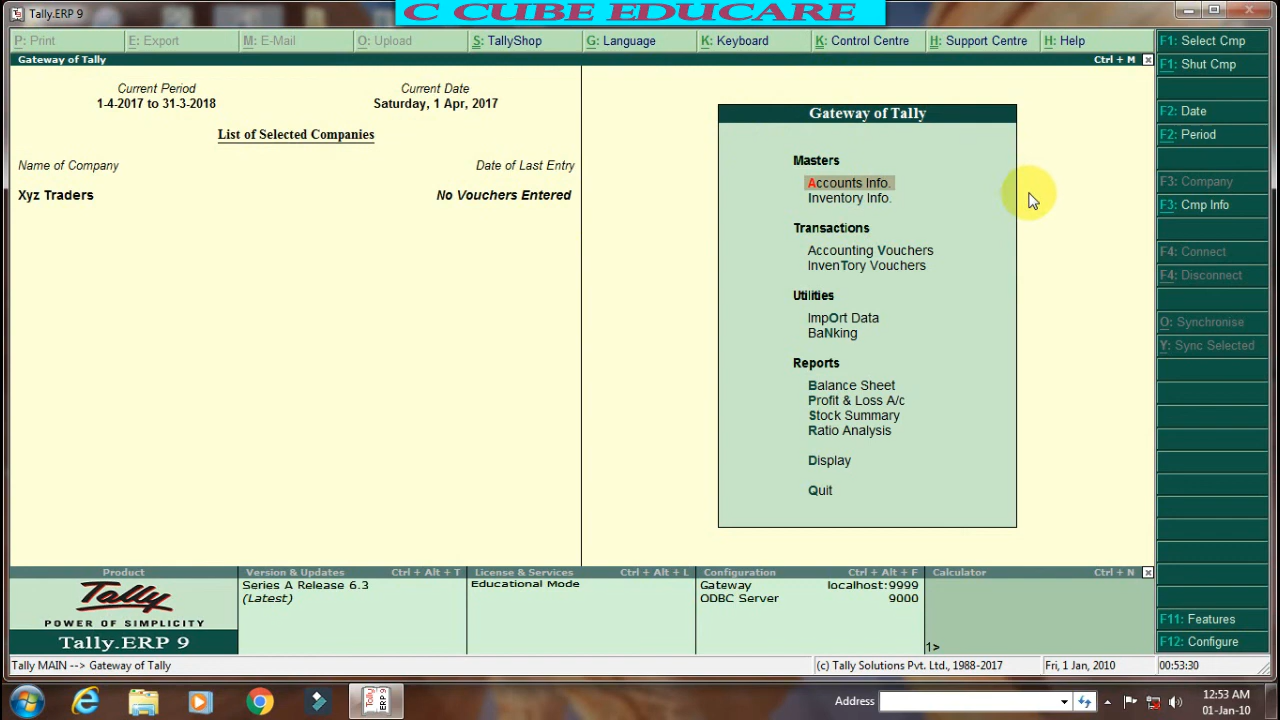 C CUBE EDUCARE
Tally.ERP 9
P: Print
E: Export
M: E-Mail
O: Upload
S: TallyShop
G: Language
K: Keyboard
K: Control Centre
H: Support Centre
H: Help
Gateway of Tally
Ctrl + M
Current Period
1-4-2017 to 31-3-2018
Current Date
Saturday, 1 Apr, 2017
List of Selected Companies
Name of Company
Date of Last Entry
Xyz Traders
No Vouchers Entered
Gateway of Tally
Masters
Accounts Info.
Inventory Info.
Transactions
Accounting Vouchers
InvenTory Vouchers
Utilities
ImpOrt Data
BaNking
Reports
Balance Sheet
Profit & Loss A/c
Stock Summary
Ratio Analysis
Display
Quit
F1: Select Cmp
F1: Shut Cmp
F2: Date
F2: Period
F3: Company
F3: Cmp Info
F4: Connect
F4: Disconnect
O: Synchronise
Y: Sync Selected
F11: Features
F12: Configure
Product
Tally
POWER OF SIMPLICITY
Tally.ERP 9
Version & Updates
Ctrl + Alt + T
Series A Release 6.3
(Latest)
License & Services
Ctrl + Alt + L
Educational Mode
Configuration
Ctrl + Alt + F
Gateway
localhost:9999
ODBC Server
9000
Calculator
Ctrl + N
1>
Tally MAIN --> Gateway of Tally
(c) Tally Solutions Pvt. Ltd., 1988-2017
Fri, 1 Jan, 2010
00:53:30
Tally ERP 9
Address
12:53 AM
01-Jan-10